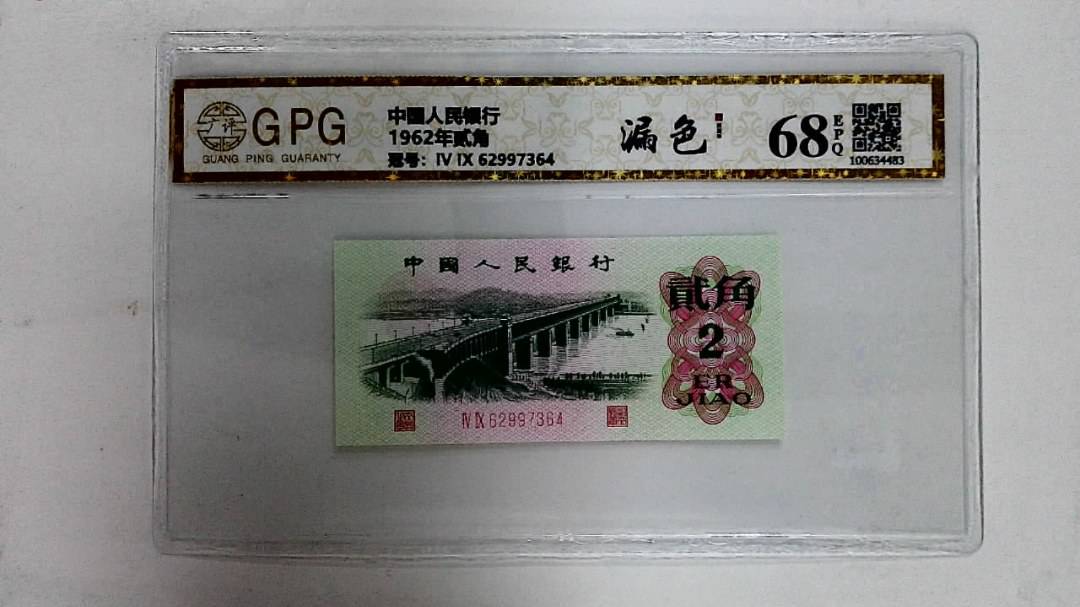 广评
GPG
GUANG PING GUARANTY
中国人民银行
1962年贰角
冠号：Ⅳ Ⅸ 62997364
漏色
68
EPQ
100634483
中國人民銀行
貳角
2
ER
JIAO
Ⅳ Ⅸ 62997364